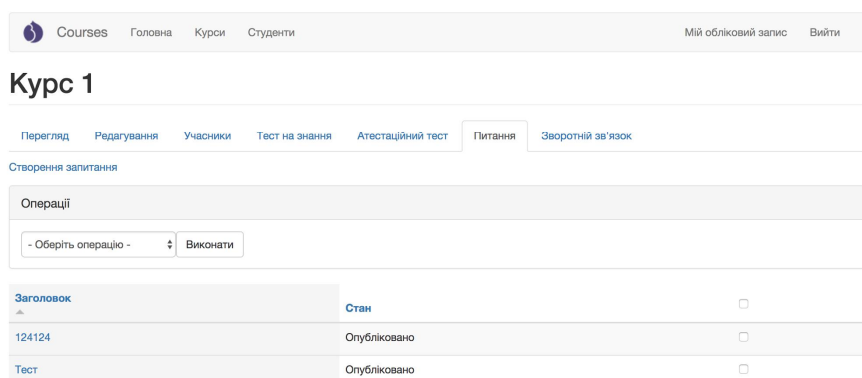 Courses Головна Курси Студенти Мій обліковий запис Вийти
Курс 1
Перегляд Редагування Учасники Тест на знання Атестаційний тест Питання Зворотній зв'язок
Створення запитання
Операції
- Оберіть операцію - Виконати
Заголовок
Стан
124124 Опубліковано
Тест Опубліковано